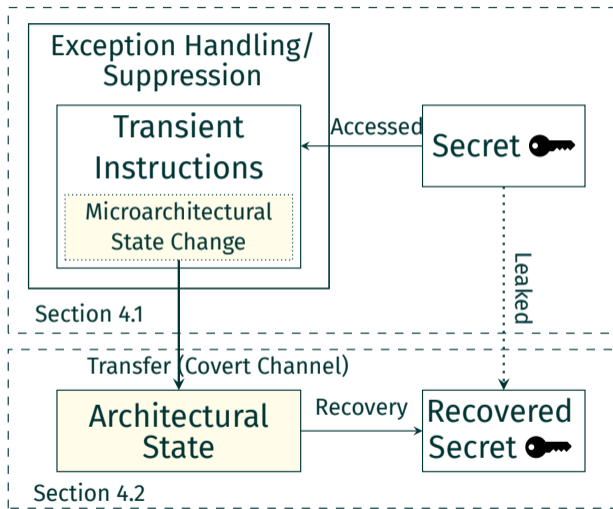 Exception Handling/
Suppression
Transient
Instructions
Microarchitectural
State Change
Accessed
Secret
Leaked
Section 4.1
Transfer (Covert Channel)
Architectural
State
Recovery
Recovered
Secret
Section 4.2